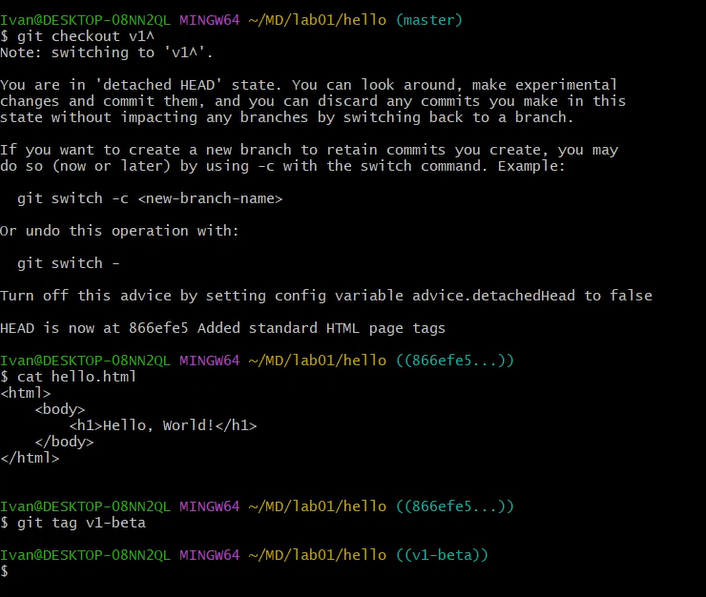 Ivan@DESKTOP-08NN2QL MINGW64 ~/MD/lab01/hello (master)
$ git checkout v1^
Note: switching to 'v1^'.
You are in 'detached HEAD' state. You can look around, make experimental
changes and commit them, and you can discard any commits you make in this
state without impacting any branches by switching back to a branch.
If you want to create a new branch to retain commits you create, you may
do so (now or later) by using -c with the switch command. Example:
  git switch -c <new-branch-name>
Or undo this operation with:
  git switch -
Turn off this advice by setting config variable advice.detachedHead to false
HEAD is now at 866efe5 Added standard HTML page tags
Ivan@DESKTOP-08NN2QL MINGW64 ~/MD/lab01/hello ((866efe5...))
$ cat hello.html
<html>
    <body>
        <h1>Hello, World!</h1>
    </body>
</html>
Ivan@DESKTOP-08NN2QL MINGW64 ~/MD/lab01/hello ((866efe5...))
$ git tag v1-beta
Ivan@DESKTOP-08NN2QL MINGW64 ~/MD/lab01/hello ((v1-beta))
$